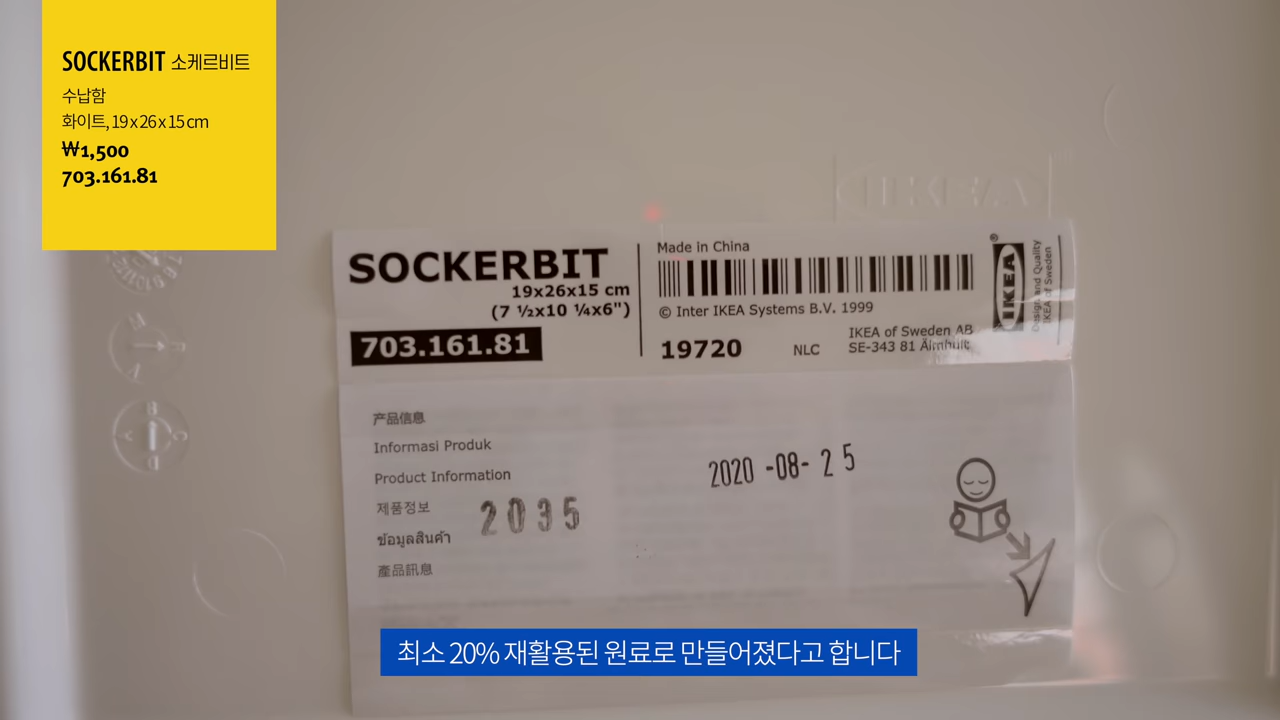 SOCKERBIT 소케르비트
수납함
화이트, 19 x 26 x 15 cm
₩1,500
703.161.81
IKEA
SOCKERBIT
19x26x15 cm
(7 ½x10 ¼x6")
703.161.81
Made in China
© Inter IKEA Systems B.V. 1999
19720
NLC
IKEA of Sweden AB
SE-343 81 Älmhult
® IKEA
Design and Quality
IKEA of Sweden
产品信息
Informasi Produk
Product Information
제품정보
ข้อมูลสินค้า
產品訊息
2035
2020 -08- 25
최소 20% 재활용된 원료로 만들어졌다고 합니다